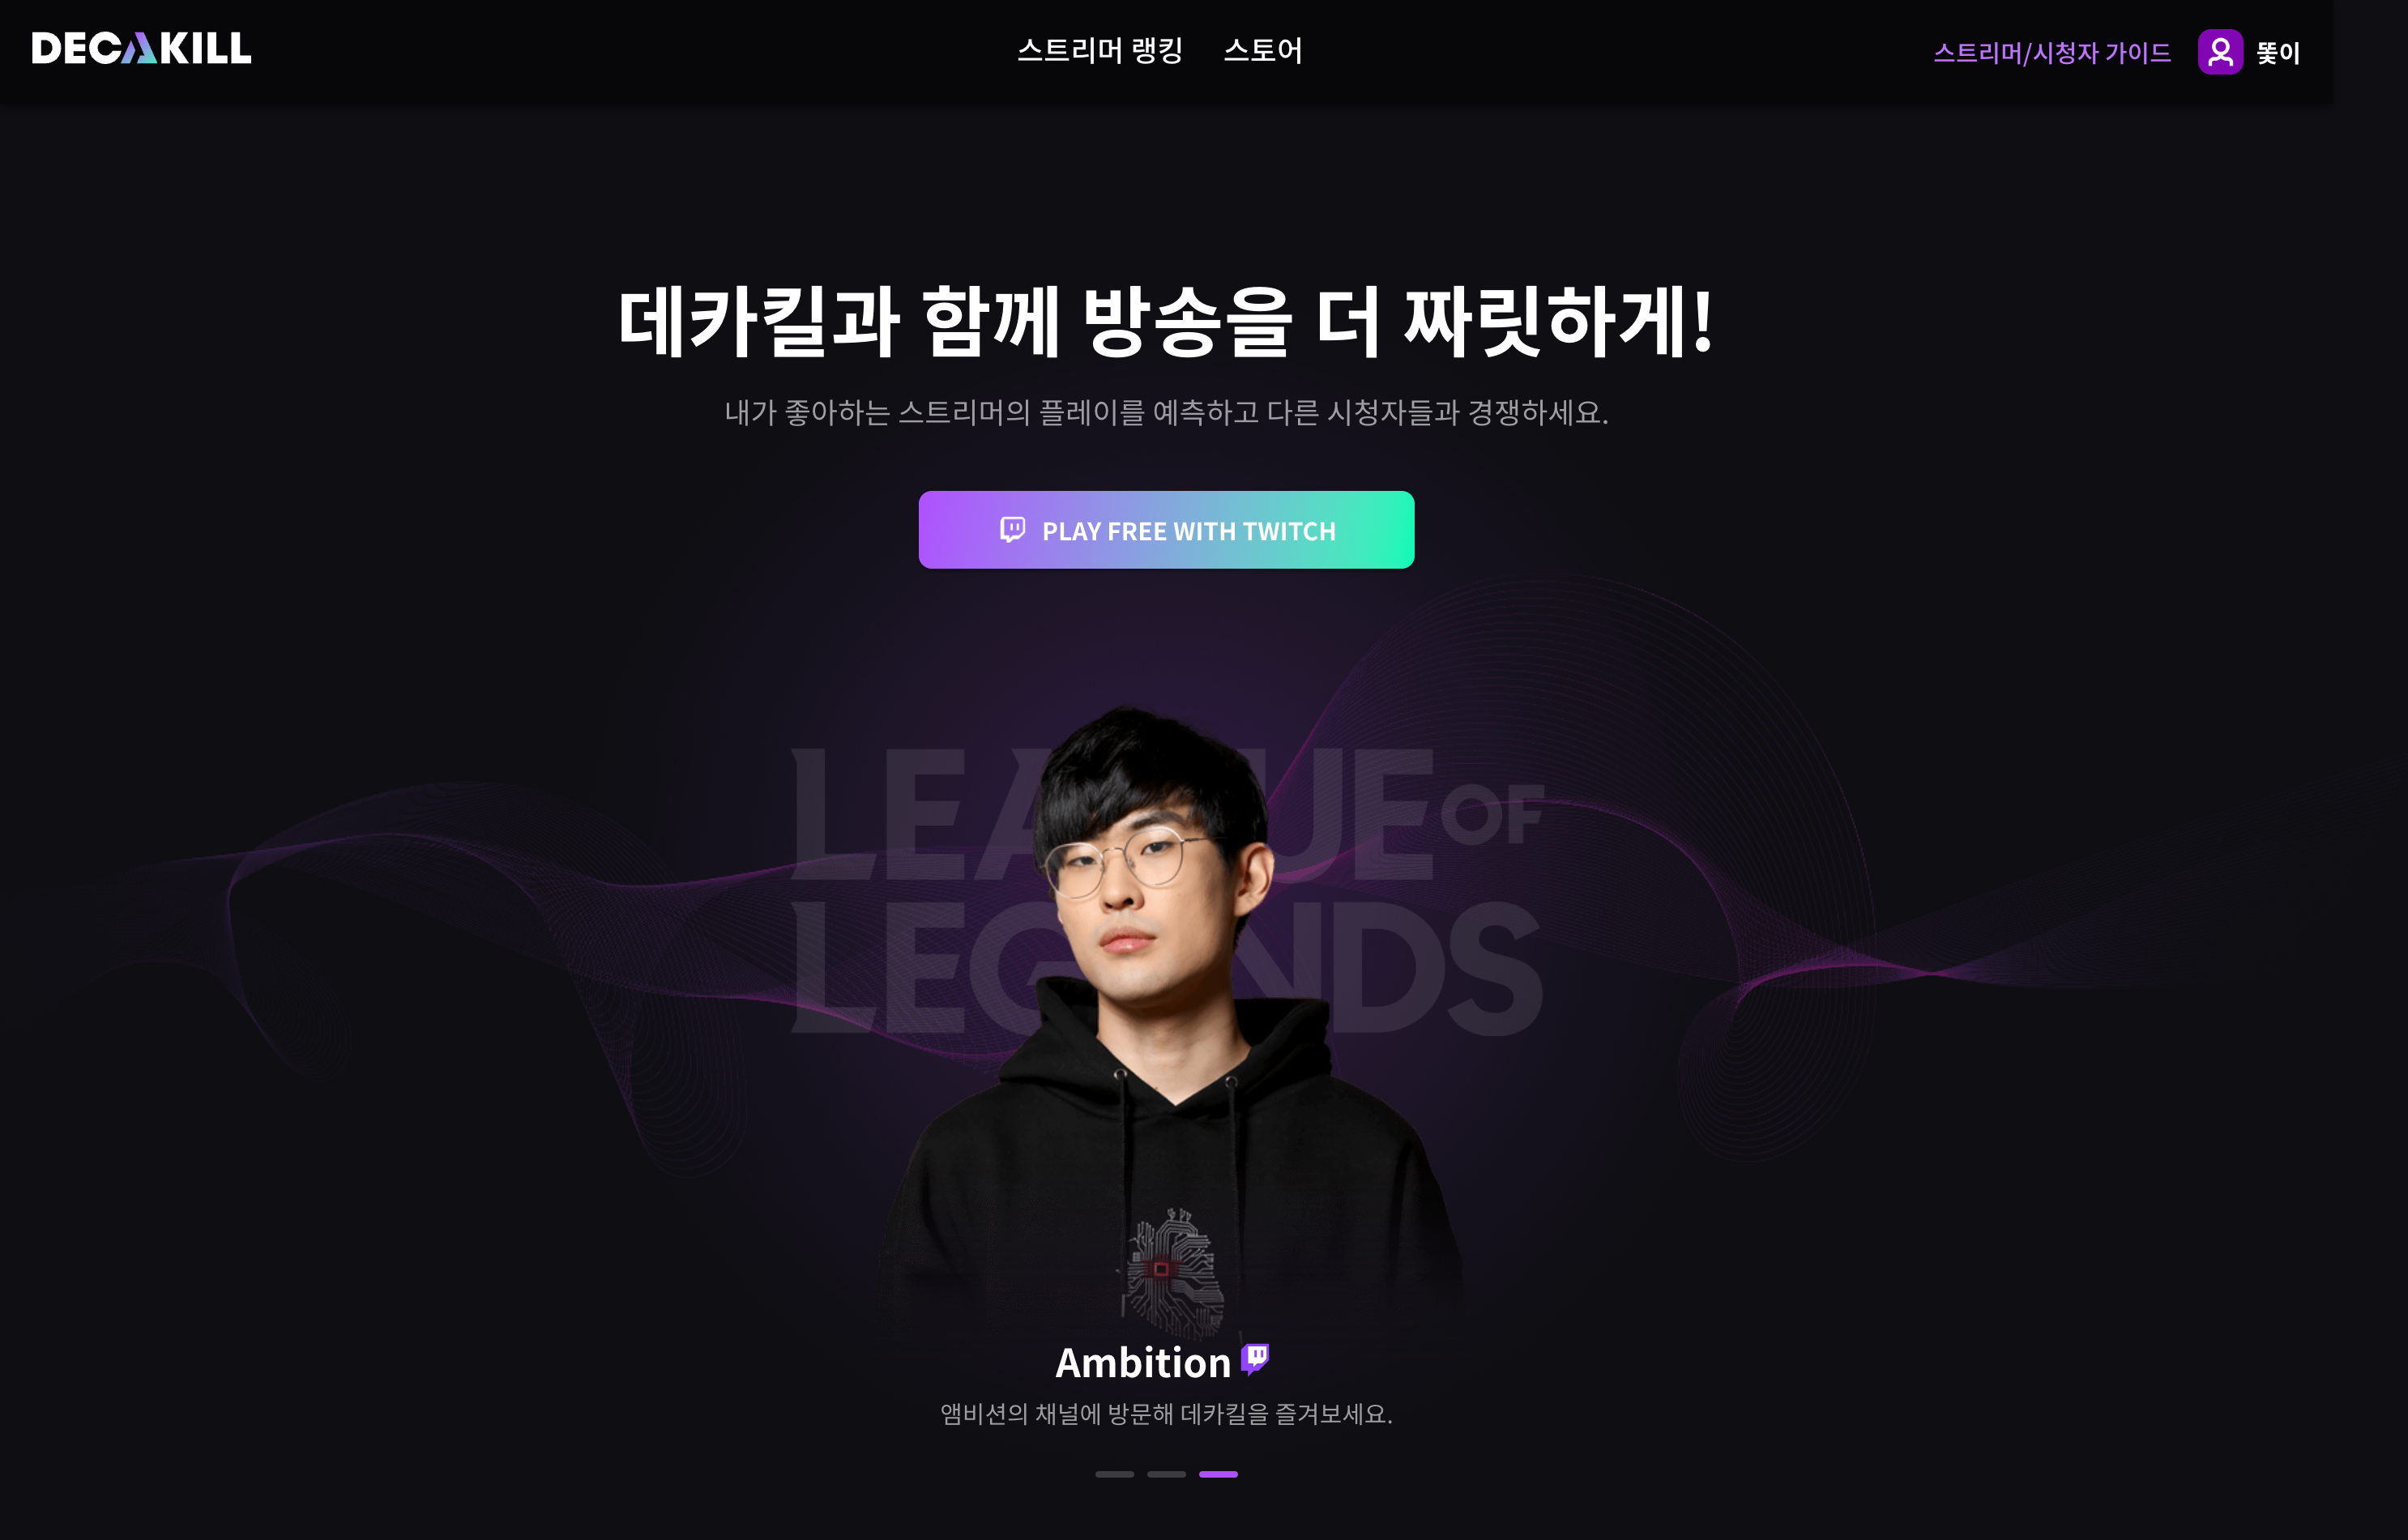 DECAKILL
스트리머 랭킹
스토어
스트리머/시청자 가이드
똧이
데카킬과 함께 방송을 더 짜릿하게!
내가 좋아하는 스트리머의 플레이를 예측하고 다른 시청자들과 경쟁하세요.
PLAY FREE WITH TWITCH
LEAGUE OF
LEGENDS
Ambition
앰비션의 채널에 방문해 데카킬을 즐겨보세요.